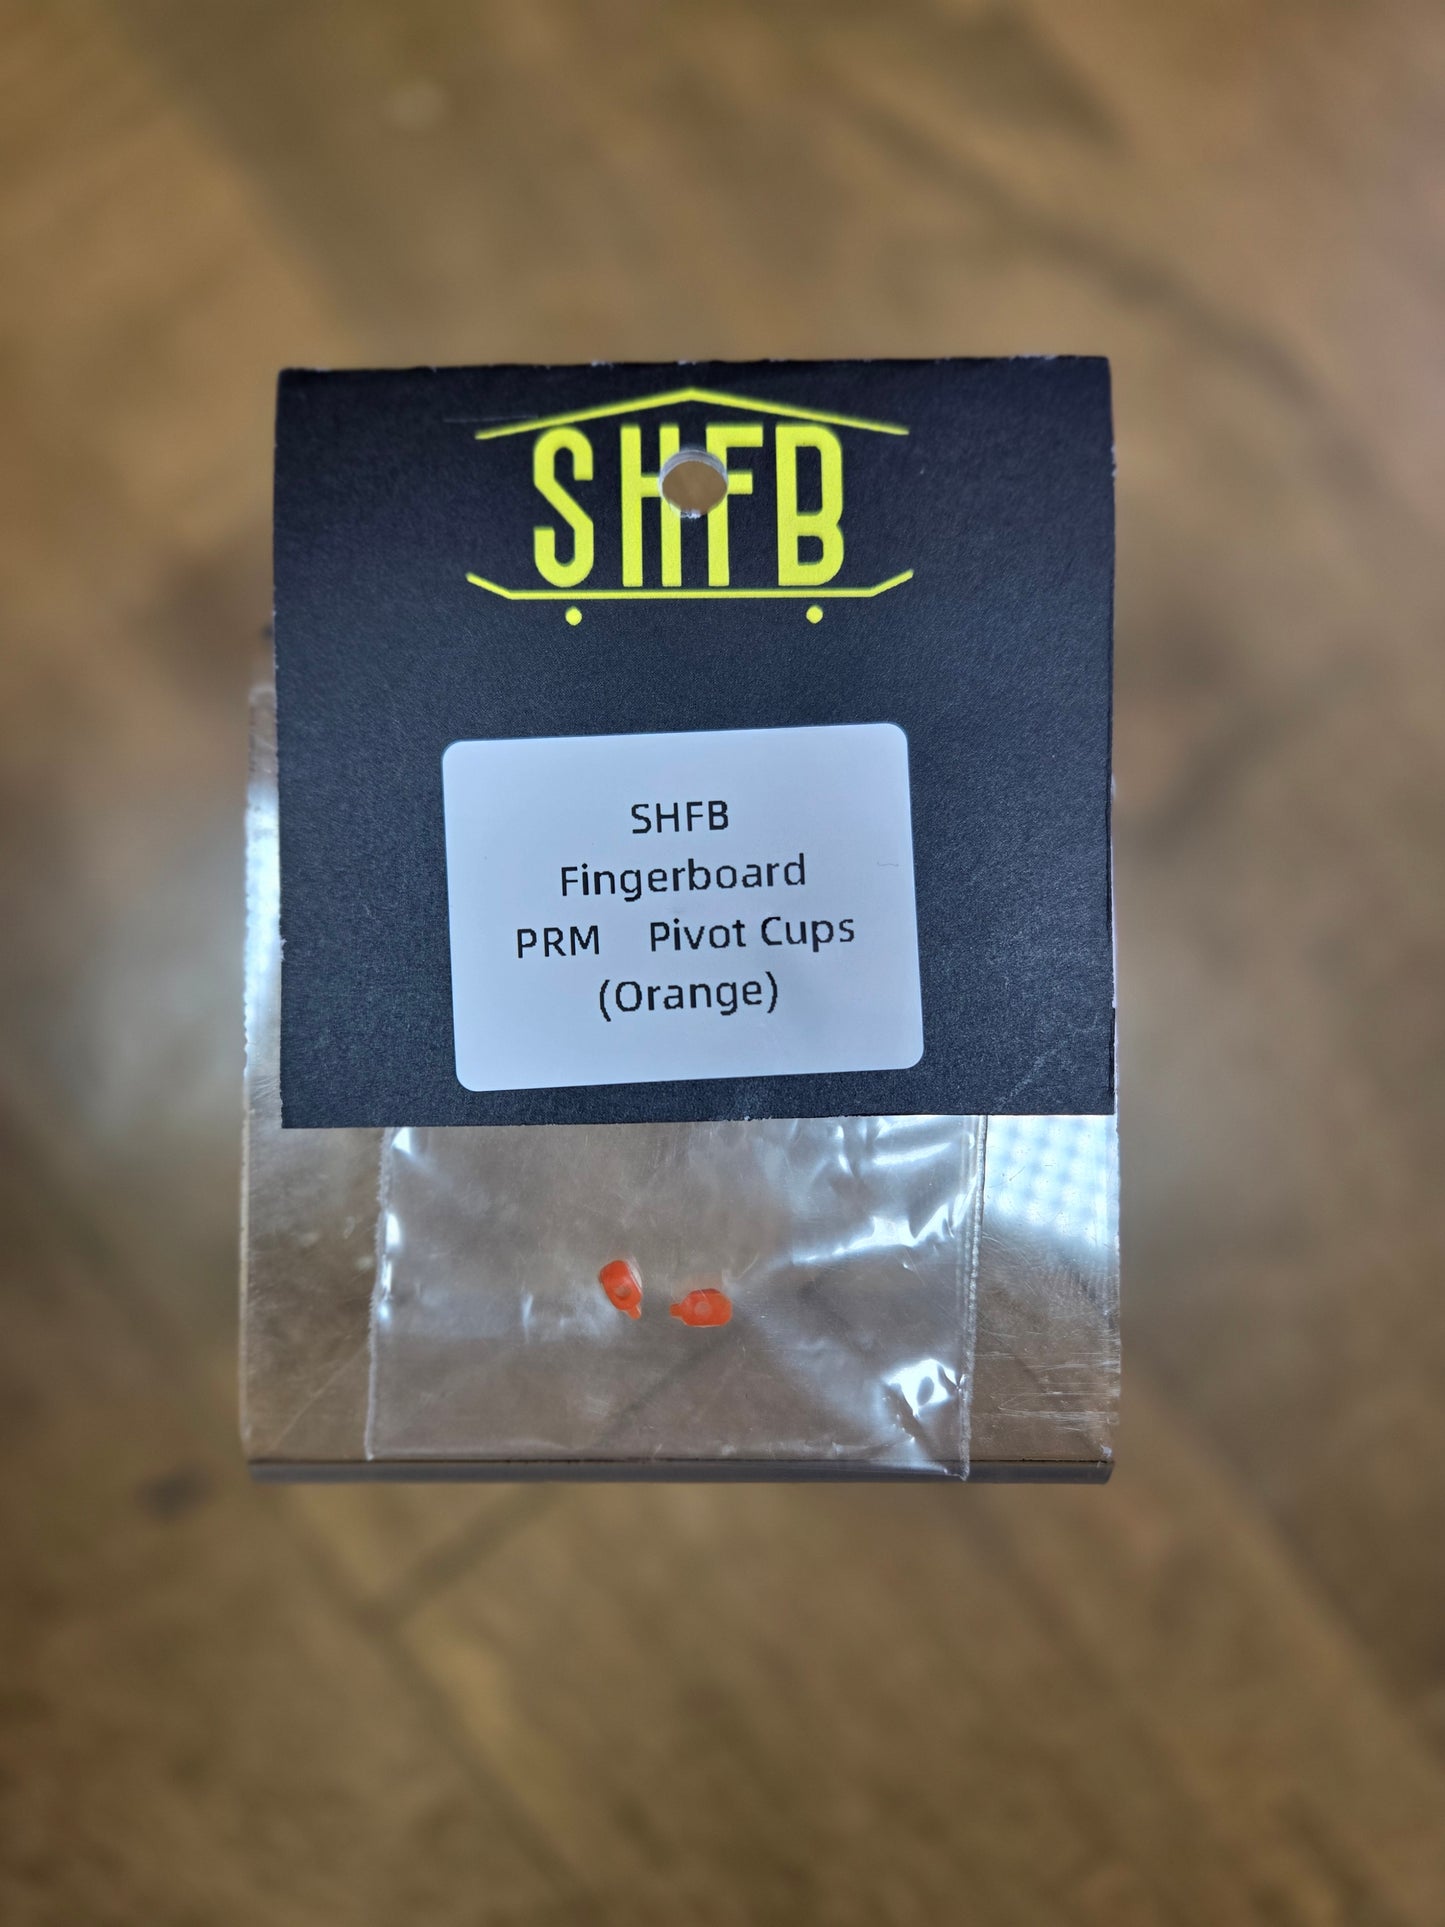 SHFB
SHFB
Fingerboard
PRM Pivot Cups
(Orange)